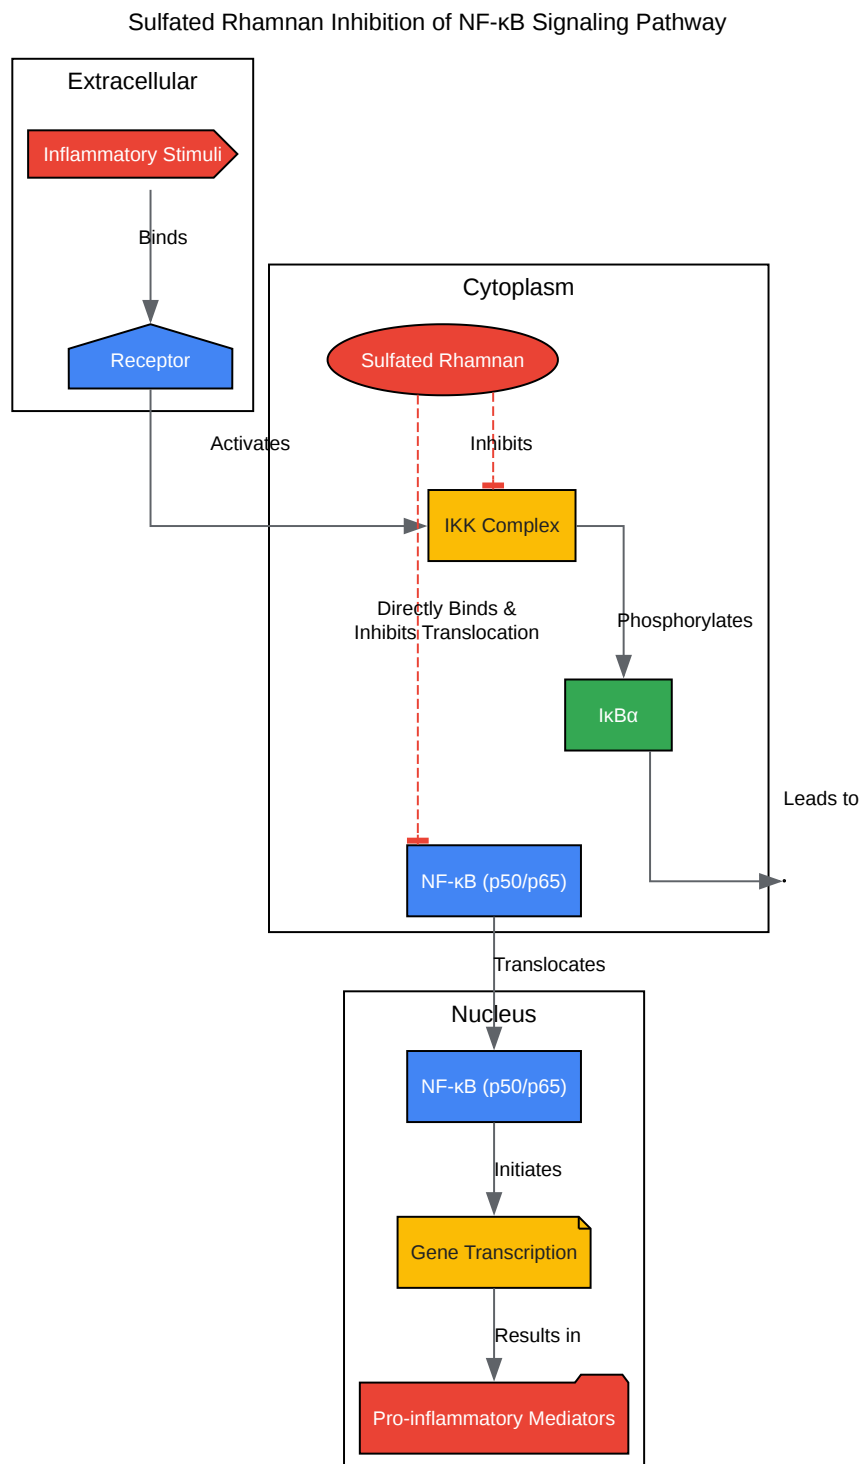 Sulfated Rhamnan Inhibition of NF-κB Signaling Pathway
Extracellular
Inflammatory Stimuli
Binds
Receptor
Cytoplasm
Sulfated Rhamnan
Activates
Inhibits
IKK Complex
Directly Binds &
Inhibits Translocation
Phosphorylates
IκBα
Leads to
NF-κB (p50/p65)
Translocates
Nucleus
NF-κB (p50/p65)
Initiates
Gene Transcription
Results in
Pro-inflammatory Mediators